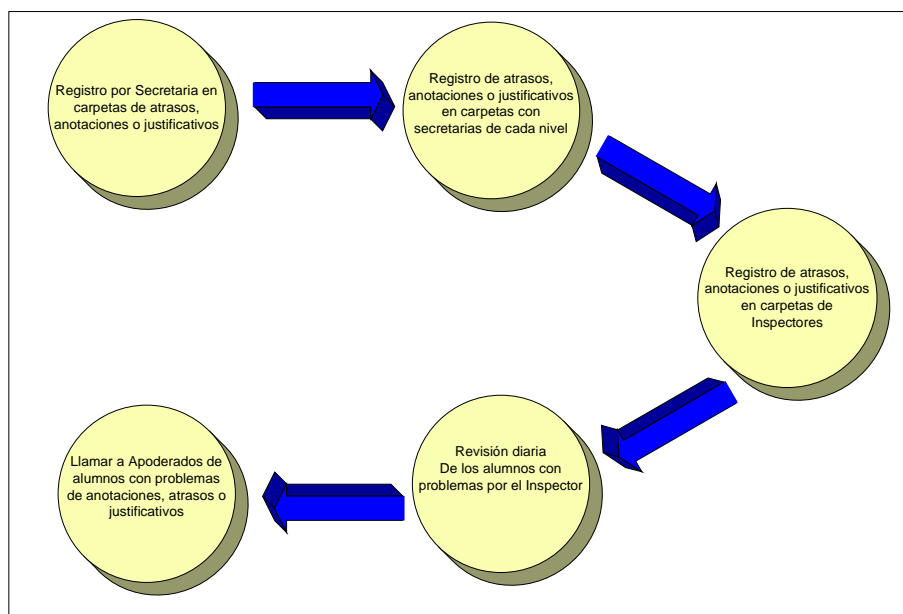 Registro por Secretaria en
carpetas de atrasos,
anotaciones o justificativos
Registro de atrasos,
anotaciones o justificativos
en carpetas con
secretarias de cada nivel
Registro de atrasos,
anotaciones o justificativos
en carpetas de
Inspectores
Revisión diaria
De los alumnos con
problemas por el Inspector
Llamar a Apoderados de
alumnos con problemas
de anotaciones, atrasos o
justificativos